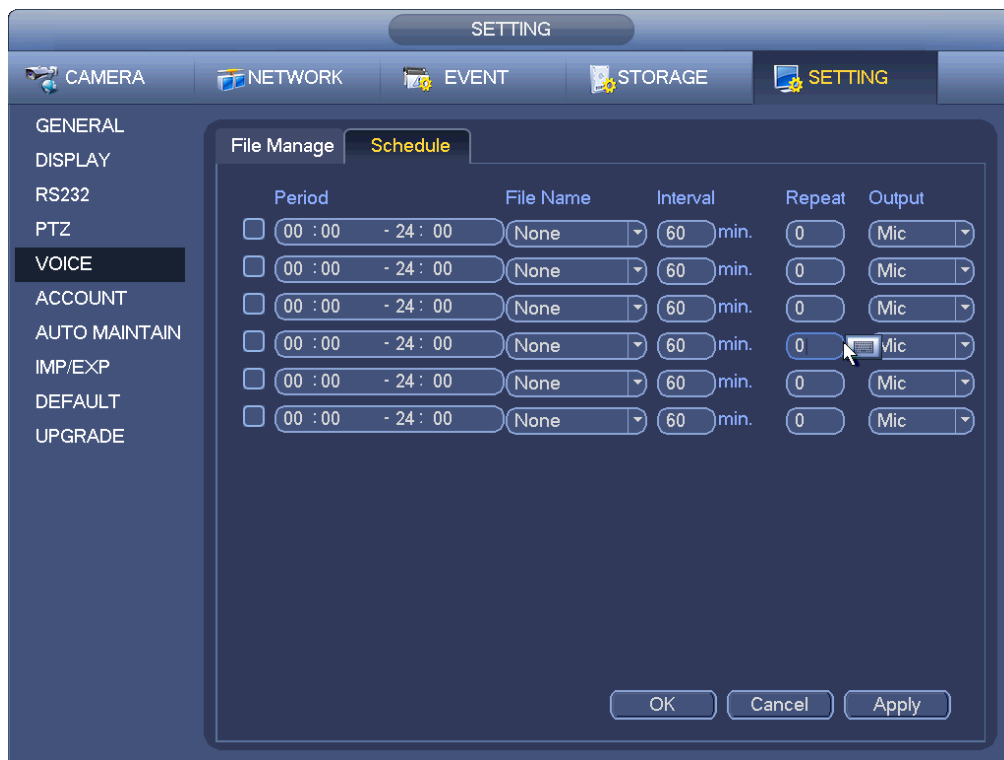 SETTING
CAMERA NETWORK EVENT STORAGE SETTING
GENERAL
DISPLAY
RS232
PTZ
VOICE
ACCOUNT
AUTO MAINTAIN
IMP/EXP
DEFAULT
UPGRADE
File Manage Schedule
Period File Name Interval Repeat Output
00 :00 - 24 : 00 None 60 min. 0 Mic
00 :00 - 24 : 00 None 60 min. 0 Mic
00 :00 - 24 : 00 None 60 min. 0 Mic
00 :00 - 24 : 00 None 60 min. 0 Mic
00 :00 - 24 : 00 None 60 min. 0 Mic
00 :00 - 24 : 00 None 60 min. 0 Mic
OK Cancel Apply